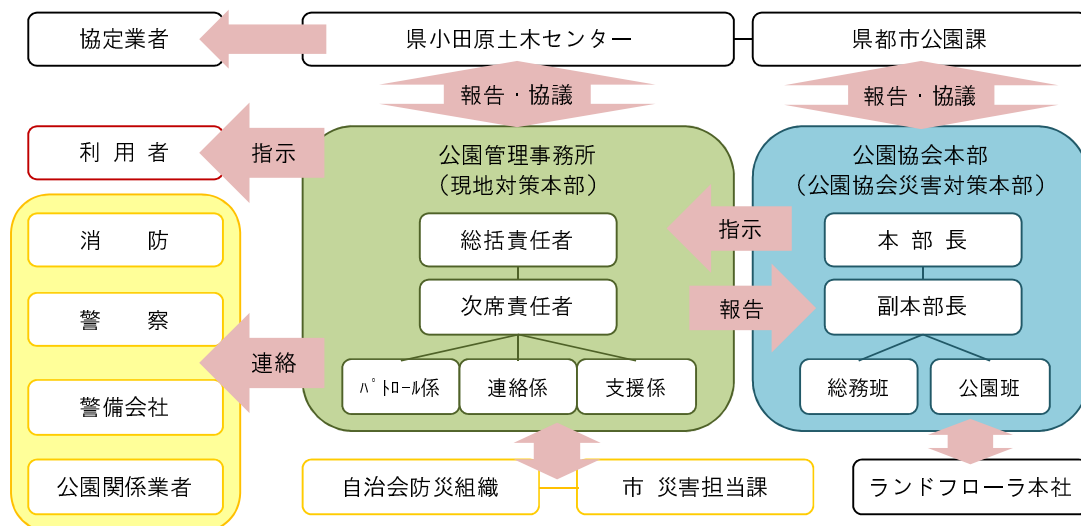 協定業者
県小田原土木センター
県都市公園課
報告・協議
報告・協議
利用者
指示
公園管理事務所
（現地対策本部）
公園協会本部
（公園協会災害対策本部）
消　　防
総括責任者
指示
本部長
警　　察
次席責任者
報告
副本部長
連絡
ﾊﾟﾄﾛｰﾙ係
連絡係
支援係
総務班
公園班
警備会社
公園関係業者
自治会防災組織
市 災害担当課
ランドフローラ本社